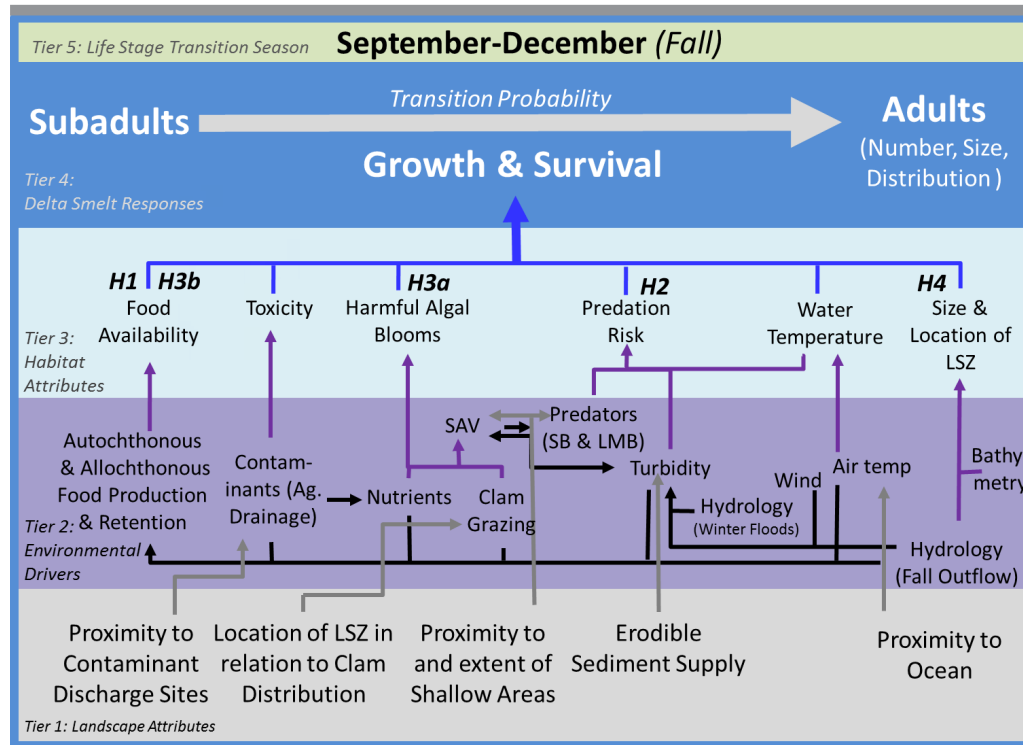 Tier 5: Life Stage Transition Season September-December (Fall)
Transition Probability
Subadults
Adults
(Number, Size,
Distribution )
Growth & Survival
Tier 4:
Delta Smelt Responses
H1 H3b
H3a
H2
H4
Food
Availability
Toxicity
Harmful Algal
Blooms
Predation
Risk
Water
Temperature
Size &
Location of
LSZ
Tier 3:
Habitat
Attributes
Autochthonous
& Allochthonous
Food Production
& Retention
Contam-
inants (Ag.
Drainage)
Nutrients
SAV
Clam
Grazing
Predators
(SB & LMB)
Turbidity
Hydrology
(Winter Floods)
Wind
Air temp
Bathy
metry
Hydrology
(Fall Outflow)
Tier 2:
Environmental
Drivers
Proximity to
Contaminant
Discharge Sites
Location of LSZ in
relation to Clam
Distribution
Proximity to
and extent of
Shallow Areas
Erodible
Sediment Supply
Proximity to
Ocean
Tier 1: Landscape Attributes